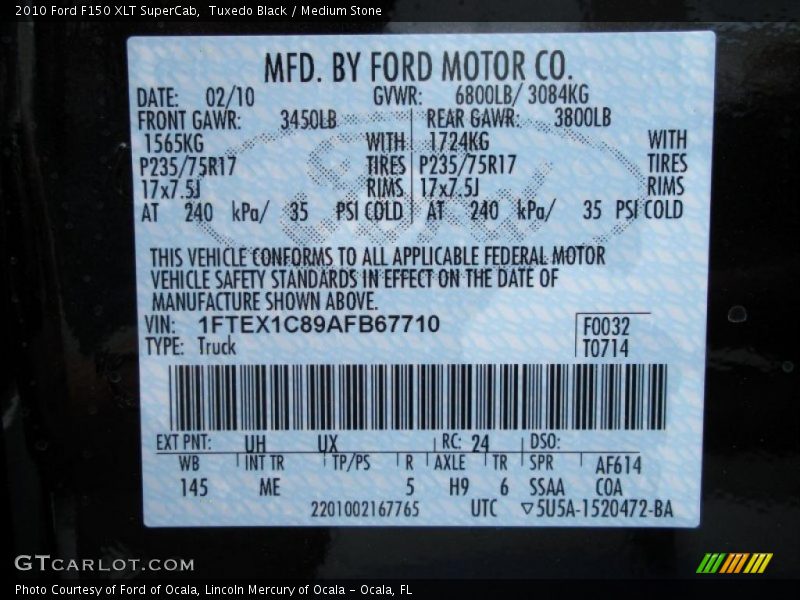 2010 Ford F150 XLT SuperCab,  Tuxedo Black / Medium Stone
MFD. BY FORD MOTOR CO.
DATE: 02/10 GVWR: 6800LB/ 3084KG
FRONT GAWR: 3450LB REAR GAWR: 3800LB
1565KG WITH 1724KG WITH
P235/75R17 TIRES P235/75R17 TIRES
17x7.5J RIMS 17x7.5J RIMS
AT 240 kPa/ 35 PSI COLD AT 240 kPa/ 35 PSI COLD
THIS VEHICLE CONFORMS TO ALL APPLICABLE FEDERAL MOTOR
VEHICLE SAFETY STANDARDS IN EFFECT ON THE DATE OF
MANUFACTURE SHOWN ABOVE.
VIN: 1FTEX1C89AFB67710 F0032
TYPE: Truck T0714
EXT PNT: UH UX RC: 24 DSO:
WB INT TR TP/PS R AXLE TR SPR AF614
145 ME 5 H9 6 SSAA COA
2201002167765 UTC ▽5U5A-1520472-BA
GTCARLOT.COM
Photo Courtesy of Ford of Ocala, Lincoln Mercury of Ocala - Ocala, FL